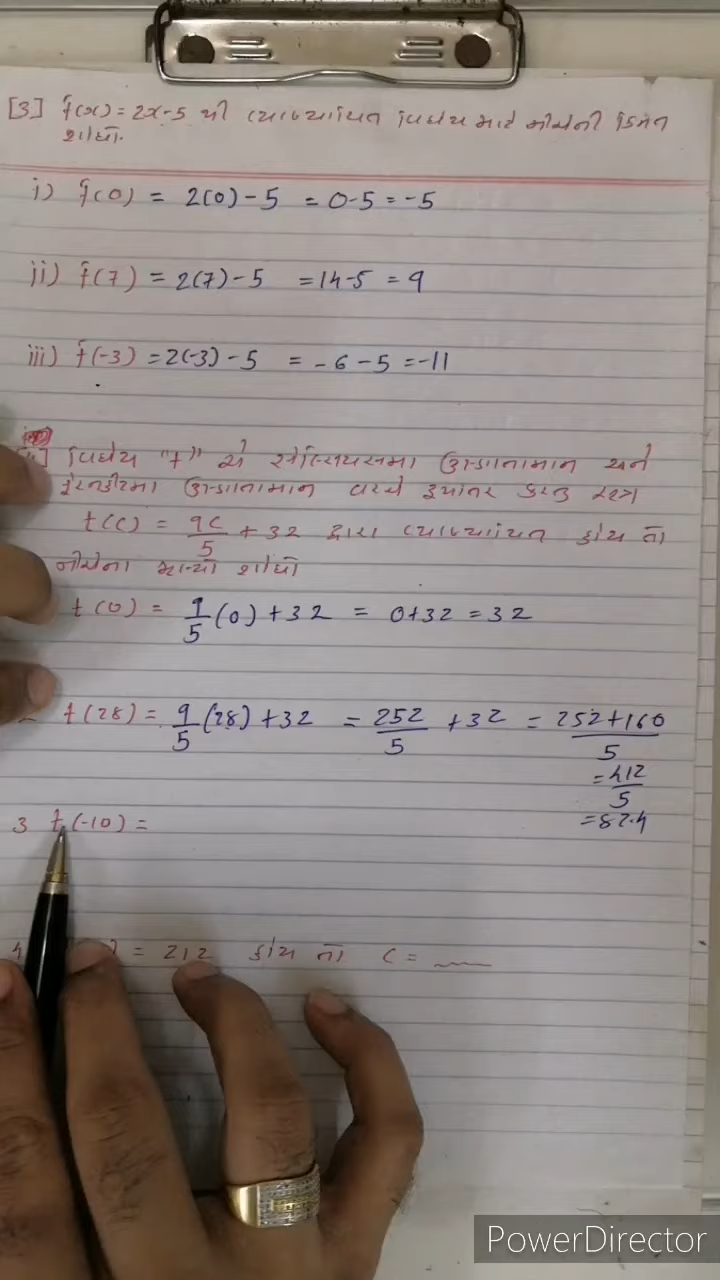 [3] f(x) = 2x-5 થી વ્યાખ્યાયિત વિધેય માટે નીચેની કિંમત
શોધો.
i) f(0) = 2(0) - 5 = 0-5 = -5
ii) f(7) = 2(7) - 5 = 14-5 = 9
iii) f(-3) = 2(-3) - 5 = -6-5 = -11
વિધેય "t" એ સેલ્સિયસમા ઉષ્ણતામાન અને
ફેરનહીટમા ઉષ્ણતામાન વચ્ચે રૂપાંતર કરતુ
t(c) = 9c/5 + 32 દ્વારા વ્યાખ્યાયિત હોય તો
નીચેના મૂલ્યો શોધો
t(0) = 9/5 (0) + 32 = 0+32 = 32
t(28) = 9/5 (28) + 32 = 252/5 + 32 = 252+160/5
= 412/5
= 82.4
3 t(-10) =
4 = 212 હોય તો c = __
PowerDirector